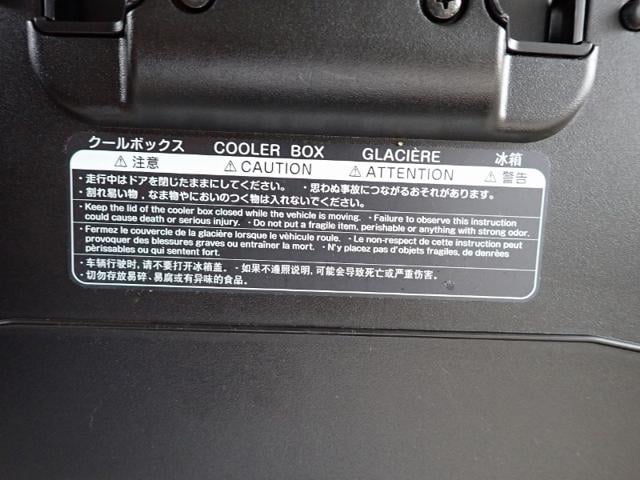 クールボックス COOLER BOX GLACIÈRE 冰箱
⚠注意 ⚠CAUTION ⚠ATTENTION ⚠警告
・走行中はドアを閉じたままにしてください。 ・思わぬ事故につながるおそれがあります。
・割れ易い物、なま物やにおいのつく物は入れないでください。
・Keep the lid of the cooler box closed while the vehicle is moving. ・Failure to observe this instruction
could cause death or serious injury. ・Do not put a fragile item, perishable or anything with strong odor.
・Fermez le couvercle de la glacière lorsque le véhicule roule. ・Le non-respect de cette instruction peut
provoquer des blessures graves ou entraîner la mort. ・N'y placez pas d'objets fragiles, de denrées
périssables ou qui sentent fort.
・车辆行驶时,请不要打开冰箱盖。 ・如果不遵照说明,可能会导致死亡或严重伤害。
・切勿存放易碎、易腐或有异味的食品。